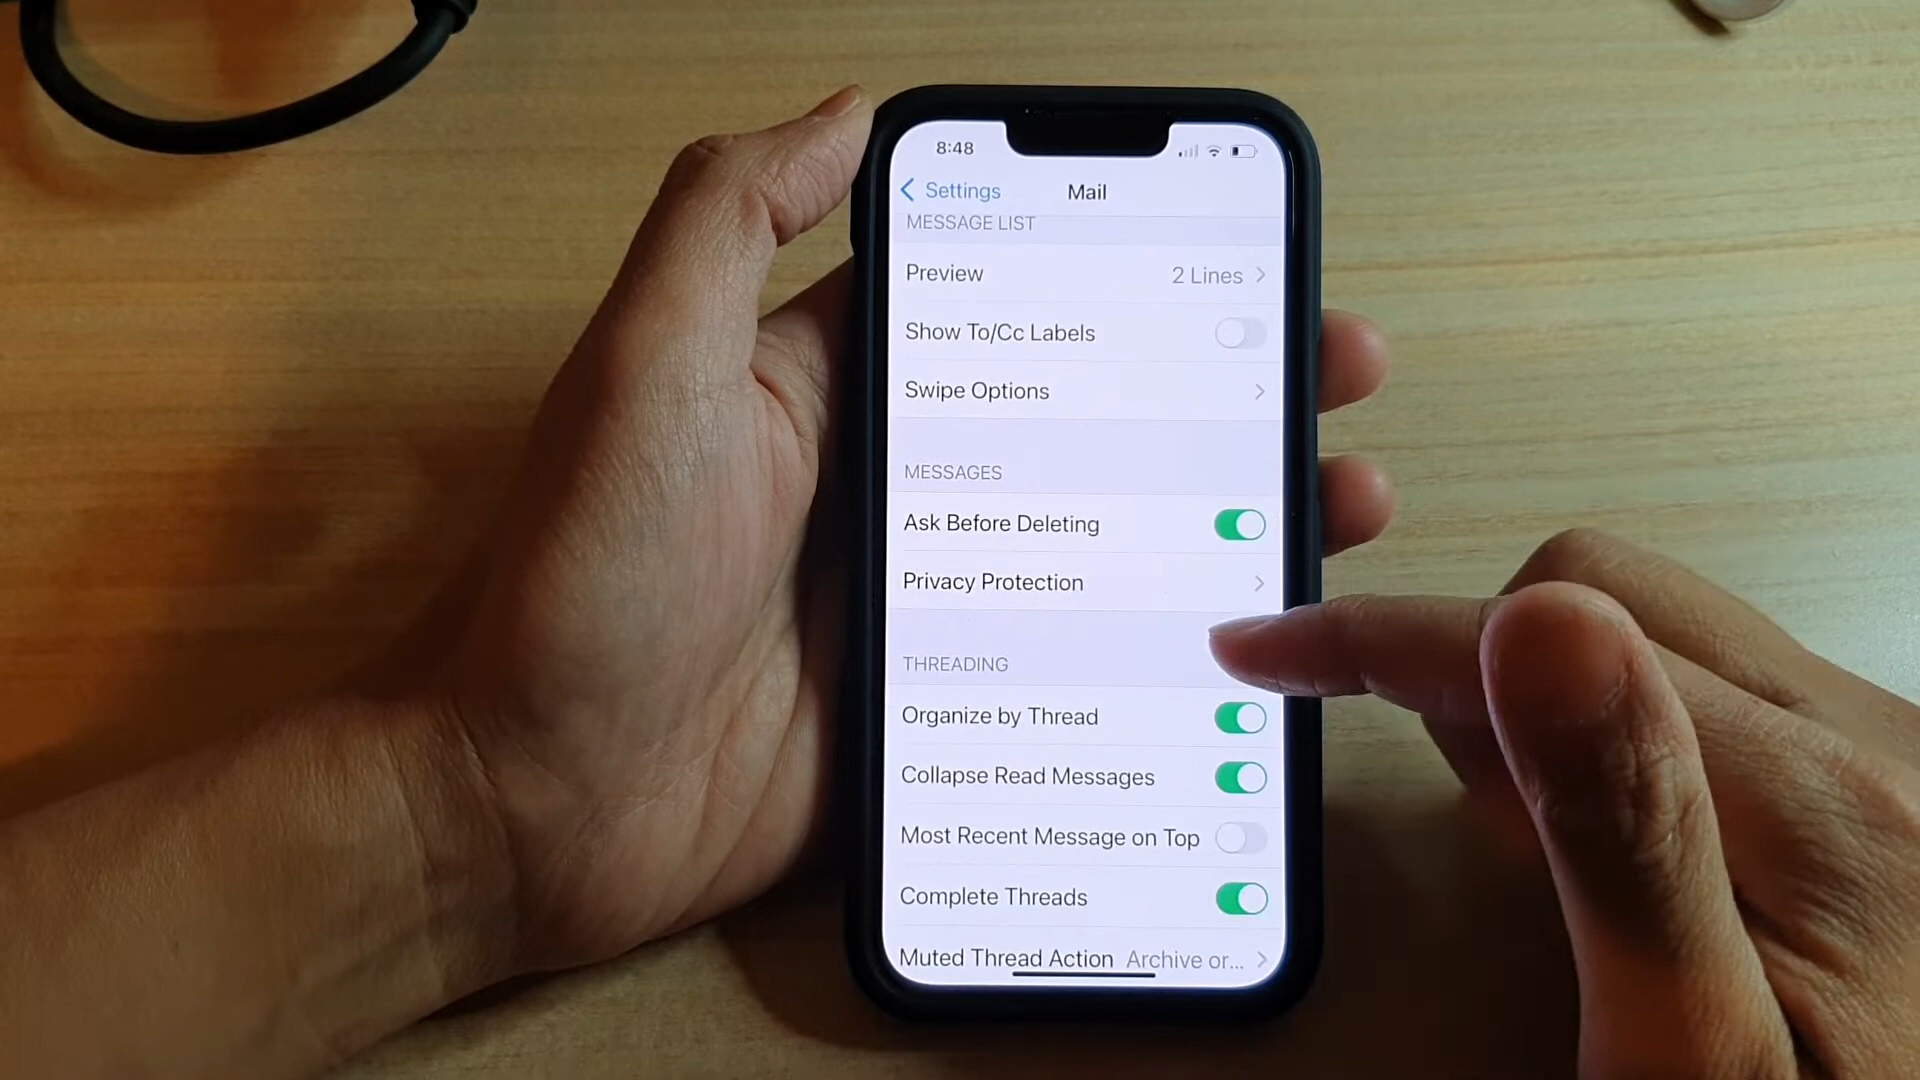 8:48
Settings
Mail
MESSAGE LIST
Preview 2 Lines
Show To/Cc Labels
Swipe Options
MESSAGES
Ask Before Deleting
Privacy Protection
THREADING
Organize by Thread
Collapse Read Messages
Most Recent Message on Top
Complete Threads
Muted Thread Action Archive or...